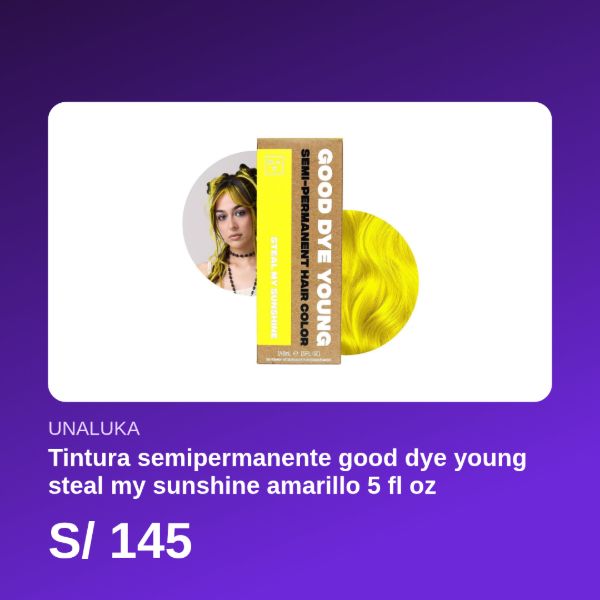 GOOD DYE YOUNG
SEMI-PERMANENT HAIR COLOR
STEAL MY SUNSHINE
UNALUKA
Tintura semipermanente good dye young
steal my sunshine amarillo 5 fl oz
S/ 145